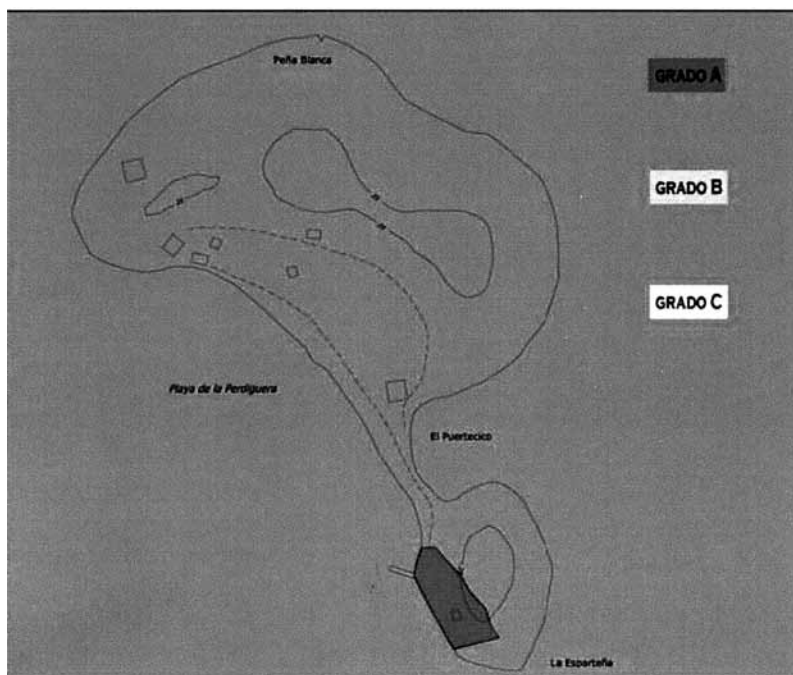 Peña Blanca
GRADO A
GRADO B
GRADO C
Playa de la Perdiguera
El Puertecico
La Esparteña